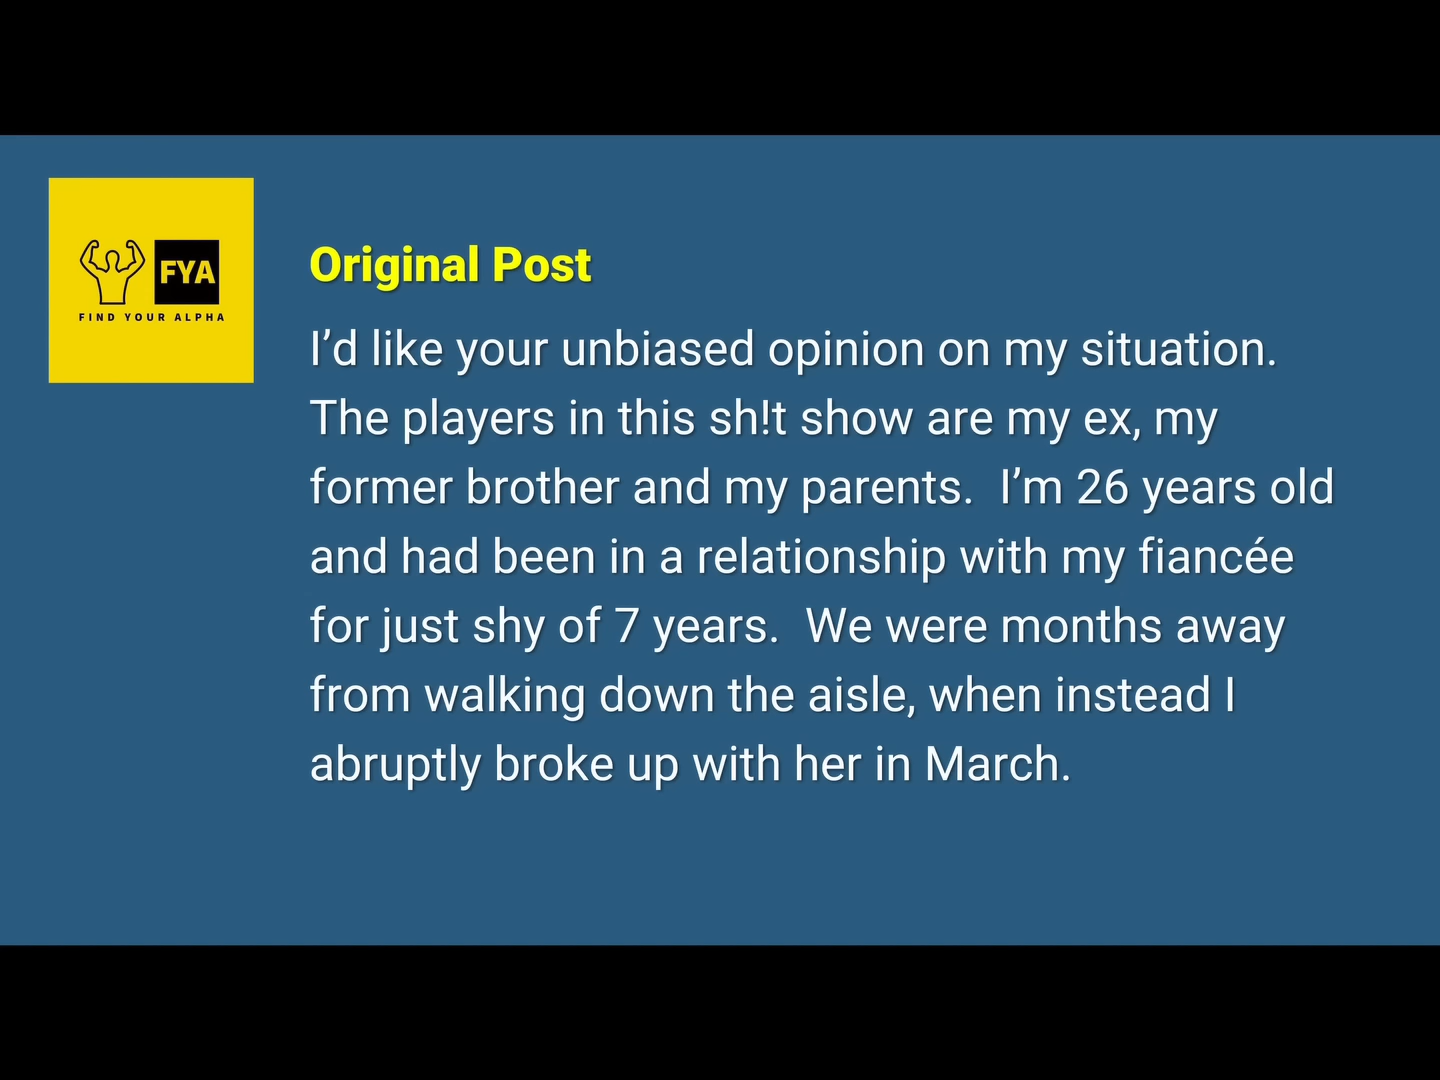 FYA
FIND YOUR ALPHA
Original Post
I’d like your unbiased opinion on my situation.
The players in this sh!t show are my ex, my
former brother and my parents.  I’m 26 years old
and had been in a relationship with my fiancée
for just shy of 7 years.  We were months away
from walking down the aisle, when instead I
abruptly broke up with her in March.